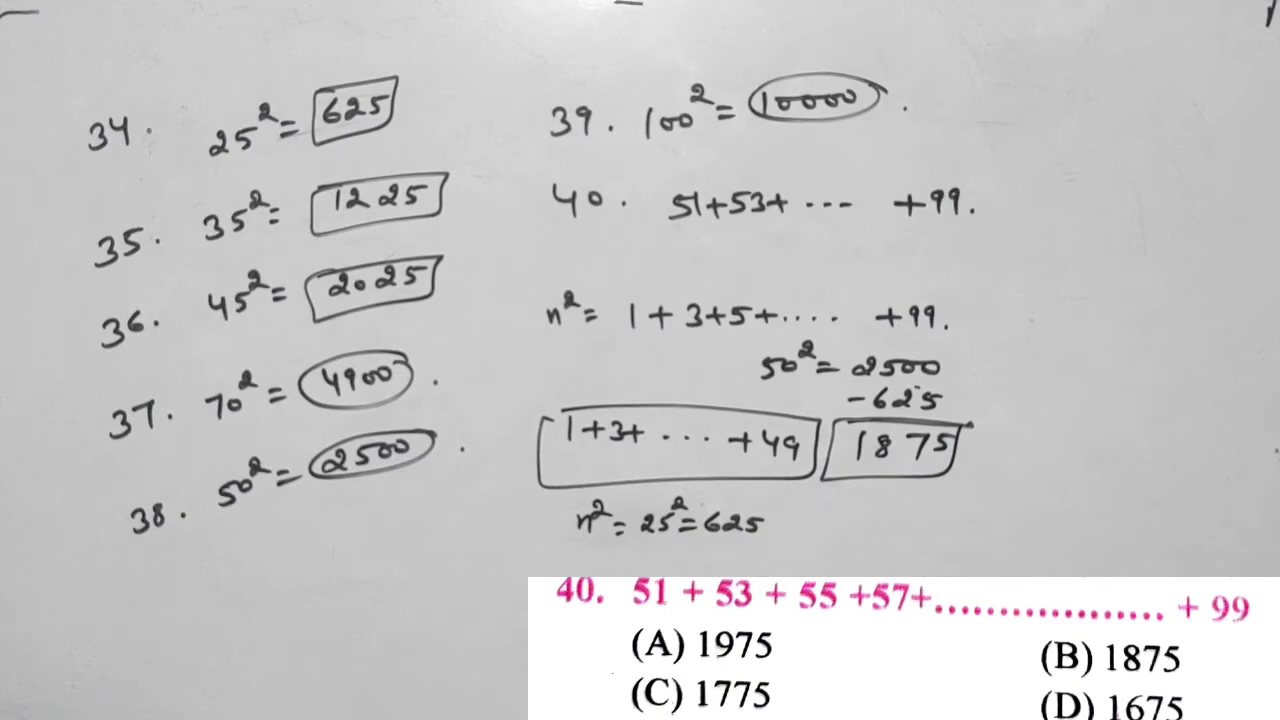 34. 25² = 625
35. 35² = 1225
36. 45² = 2025
37. 70² = 4900.
38. 50² = 2500.
39. 100² = 10000.
40. 51+53+ ... +99.
n² = 1+3+5+.... +99.
50² = 2500
-625
1+3+ ... +49 1875
n² = 25² = 625
40. 51 + 53 + 55 +57+.................. + 99
(A) 1975 (B) 1875
(C) 1775 (D) 1675